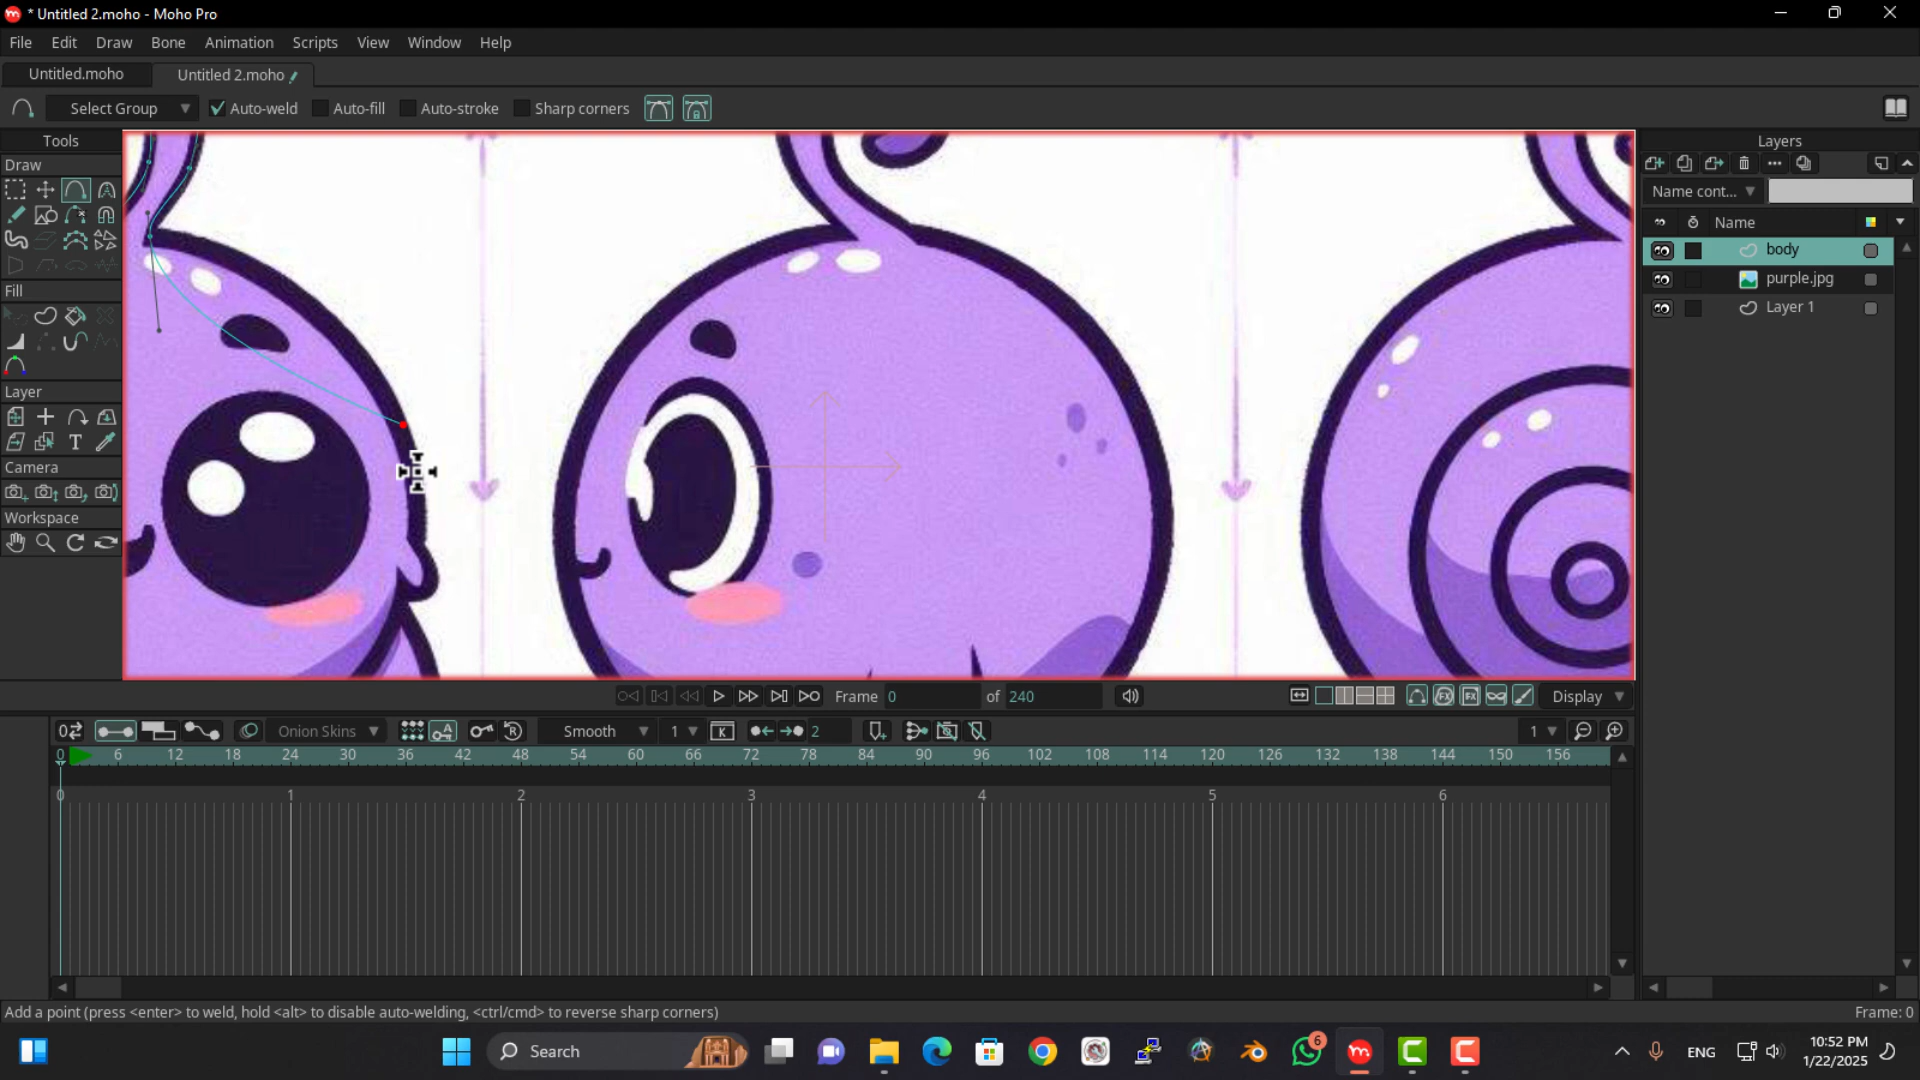 * Untitled 2.moho - Moho Pro
File Edit Draw Bone Animation Scripts View Window Help
Untitled.moho Untitled 2.moho
Select Group Auto-weld Auto-fill Auto-stroke Sharp corners
Tools
Draw
Fill
Layer
Camera
Workspace
Layers
Name cont...
Name
body
purple.jpg
Layer 1
Frame 0 of 240 Display
Onion Skins Smooth 1 2 1
0 6 12 18 24 30 36 42 48 54 60 66 72 78 84 90 96 102 108 114 120 126 132 138 144 150 156
0 1 2 3 4 5 6
Add a point (press <enter> to weld, hold <alt> to disable auto-welding, <ctrl/cmd> to reverse sharp corners) Frame: 0
Search
6
ENG
10:52 PM
1/22/2025